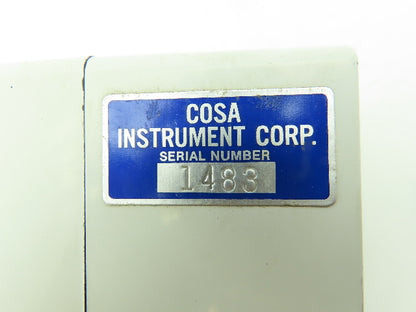 COSA
INSTRUMENT CORP.
SERIAL NUMBER
1483